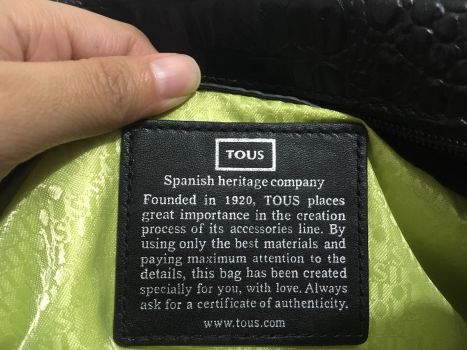 TOUS
Spanish heritage company
Founded in 1920, TOUS places
great importance in the creation
process of its accessories line. By
using only the best materials and
paying maximum attention to the
details, this bag has been created
specially for you, with love. Always
ask for a certificate of authenticity.
www.tous.com